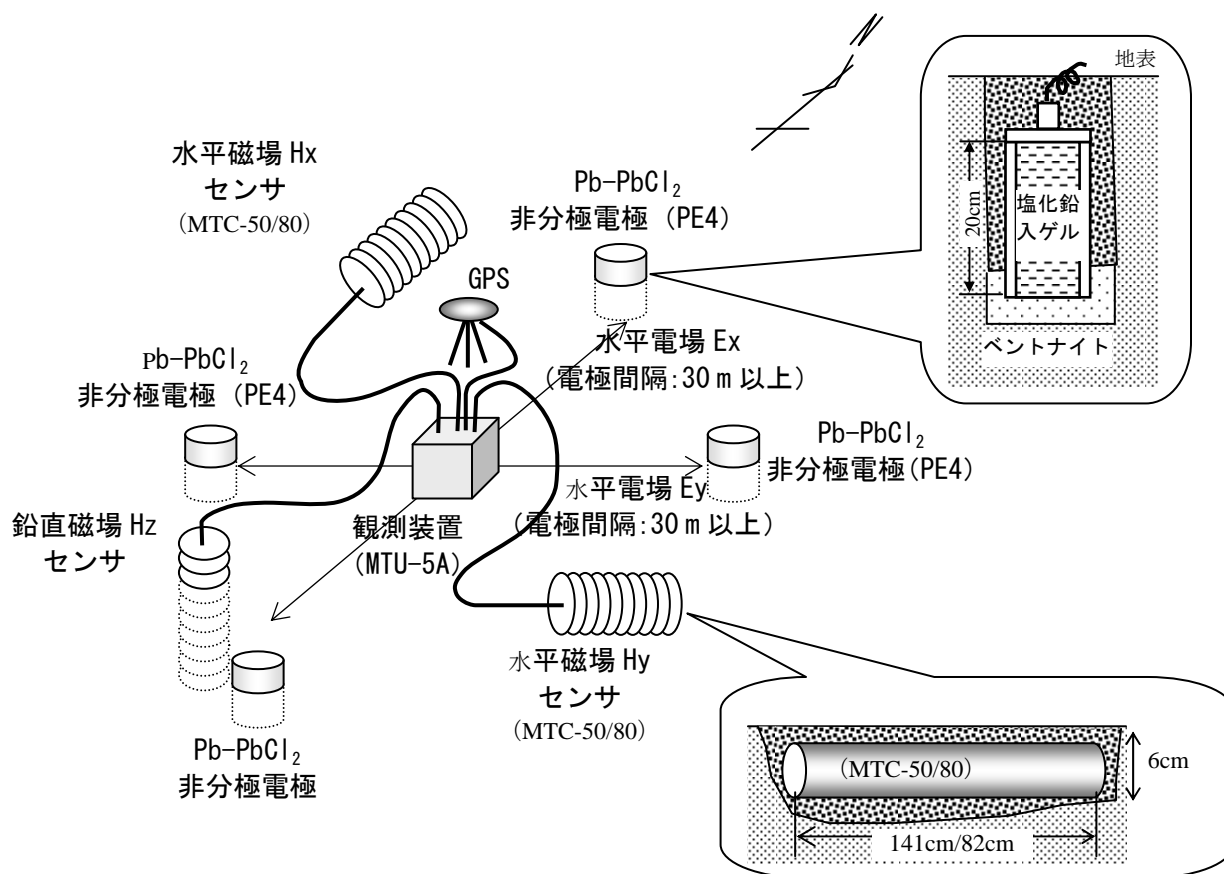 地表
水平磁場 Hx
センサ
(MTC-50/80)
Pb-PbCl₂
非分極電極 (PE4)
塩化鉛
入ゲル
20cm
ベントナイト
GPS
水平電場 Ex
(電極間隔:30m以上)
Pb-PbCl₂
非分極電極 (PE4)
Pb-PbCl₂
非分極電極(PE4)
水平電場 Ey
(電極間隔:30m以上)
観測装置
(MTU-5A)
鉛直磁場 Hz
センサ
水平磁場 Hy
センサ
(MTC-50/80)
Pb-PbCl₂
非分極電極
(MTC-50/80)
6cm
141cm/82cm